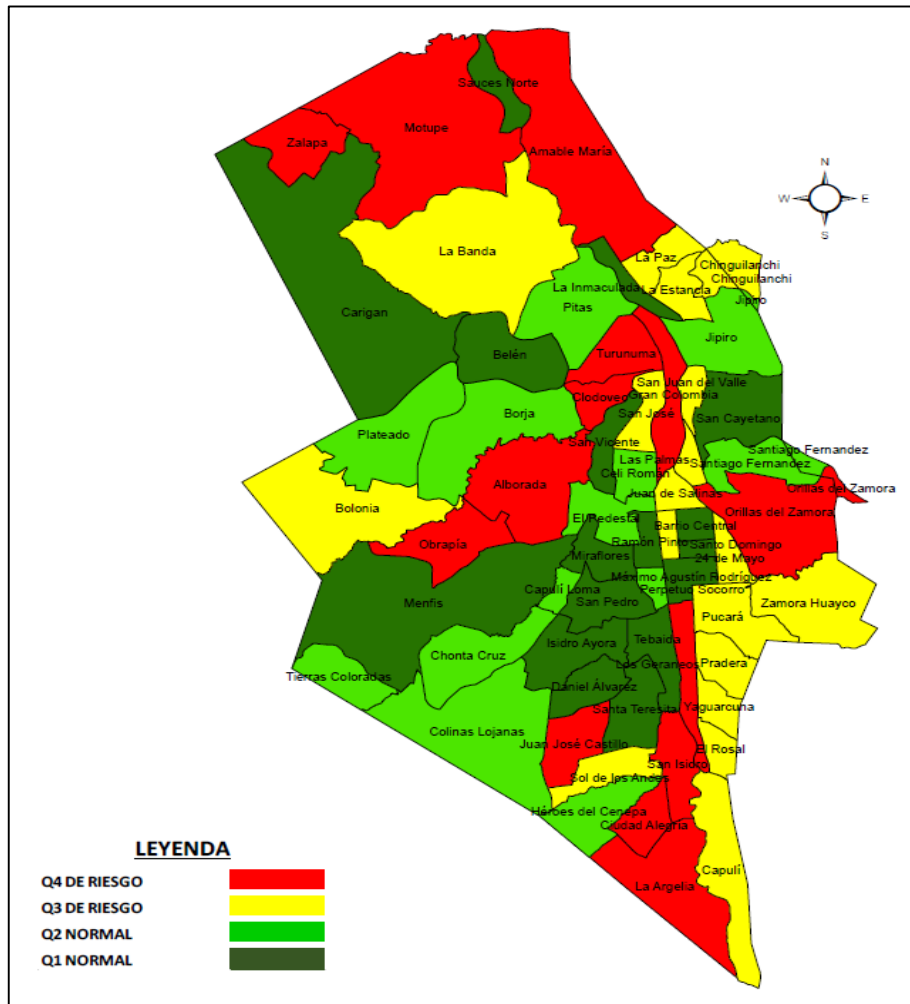 Sauces Norte
Motupe
Zalapa
Amable María
N
W E
S
La Banda
La Paz
Chinguilanchi
Chinguilanchi
La Inmaculada
La Estancia
Pitas
Jipiro
Carigan
Jipiro
Belén
Turunuma
San Juan del Valle
Clodoveo
Gran Colombia
Borja
San José
San Cayetano
Plateado
San Vicente
Santiago Fernandez
Las Palmas
Santiago Fernandez
Celi Román
Orillas del Zamora
Alborada
Juan de Salinas
Bolonia
Orillas del Zamora
El Pedestal
Barrio Central
Obrapía
Ramón Pinto
Santo Domingo
Miraflores
24 de Mayo
Máximo Agustín Rodríguez
Capulí Loma
Perpetuo Socorro
Menfis
San Pedro
Zamora Huayco
Pucará
Isidro Ayora
Tebaida
Chonta Cruz
Los Geraneos
Pradera
Tierras Coloradas
Daniel Álvarez
Santa Teresita
Yaguarcuna
Colinas Lojanas
Juan José Castillo
El Rosal
San Isidro
Sol de los Andes
Héroes del Cenepa
Ciudad Alegría
Capulí
La Argelia
LEYENDA
Q4 DE RIESGO
Q3 DE RIESGO
Q2 NORMAL
Q1 NORMAL